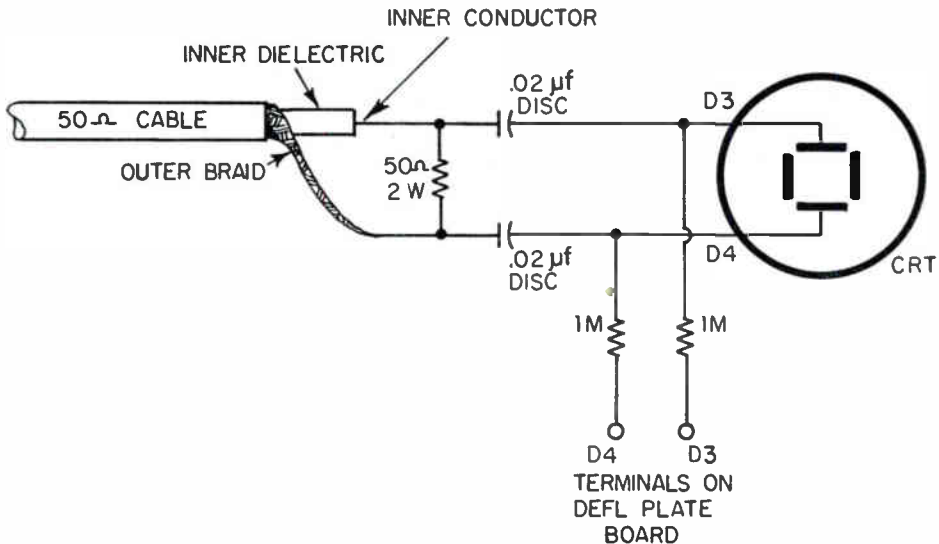 INNER CONDUCTOR
INNER DIELECTRIC
.02 µf
DISC
D3
50Ω CABLE
OUTER BRAID
50Ω
2 W
D4
CRT
.02 µf
DISC
1M
1M
D4
D3
TERMINALS ON
DEFL PLATE
BOARD